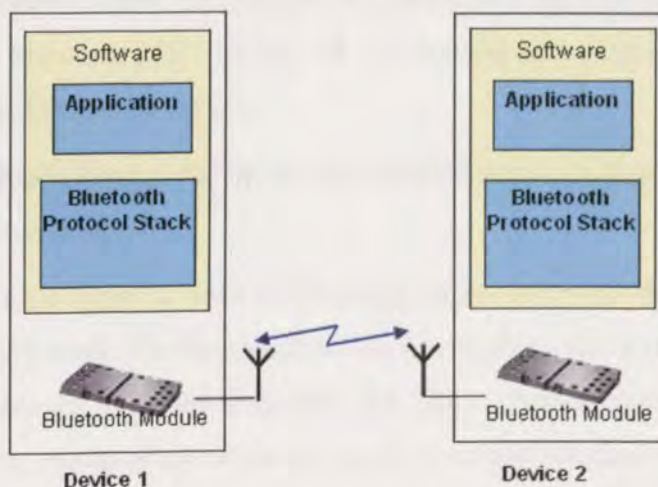 Software
Application
Bluetooth
Protocol Stack
Bluetooth Module
Device 1
Software
Application
Bluetooth
Protocol Stack
Bluetooth Module
Device 2